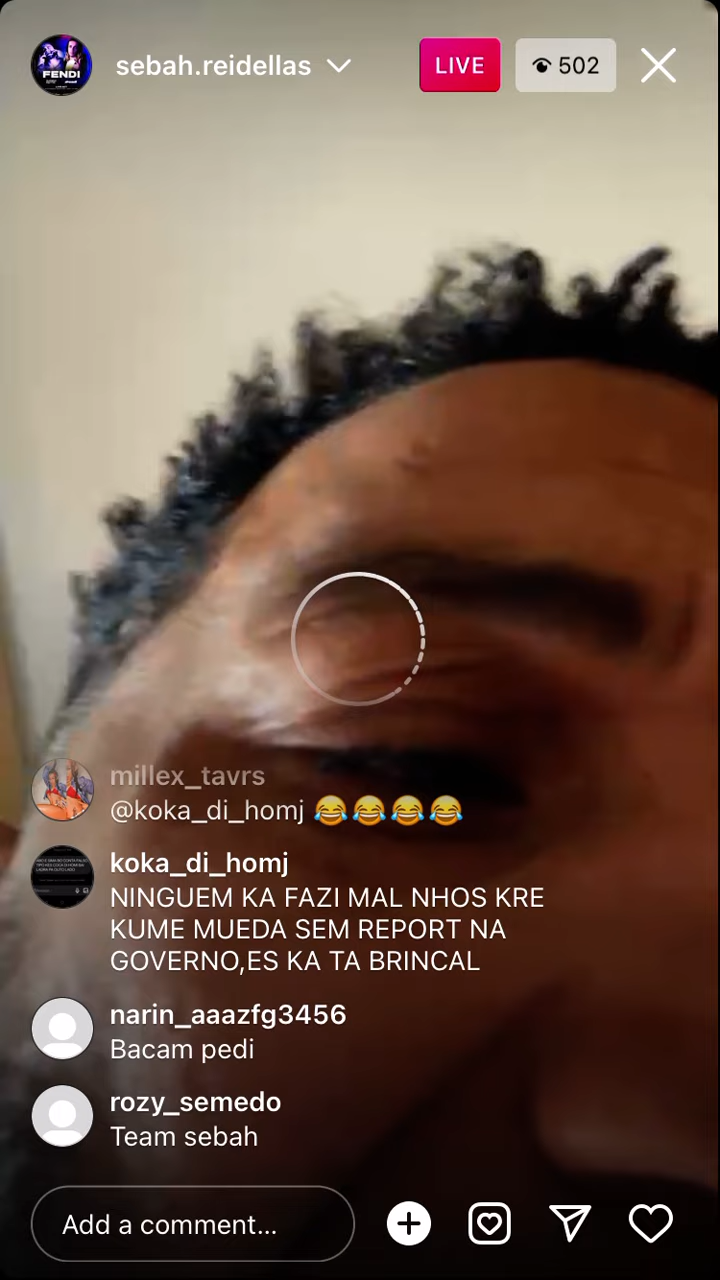 FENDI
sebah.reidellas
LIVE
502
millex_tavrs
@koka_di_homj 😂😂😂😂
koka_di_homj
NINGUEM KA FAZI MAL NHOS KRE
KUME MUEDA SEM REPORT NA
GOVERNO,ES KA TA BRINCAL
narin_aaazfg3456
Bacam pedi
rozy_semedo
Team sebah
Add a comment...